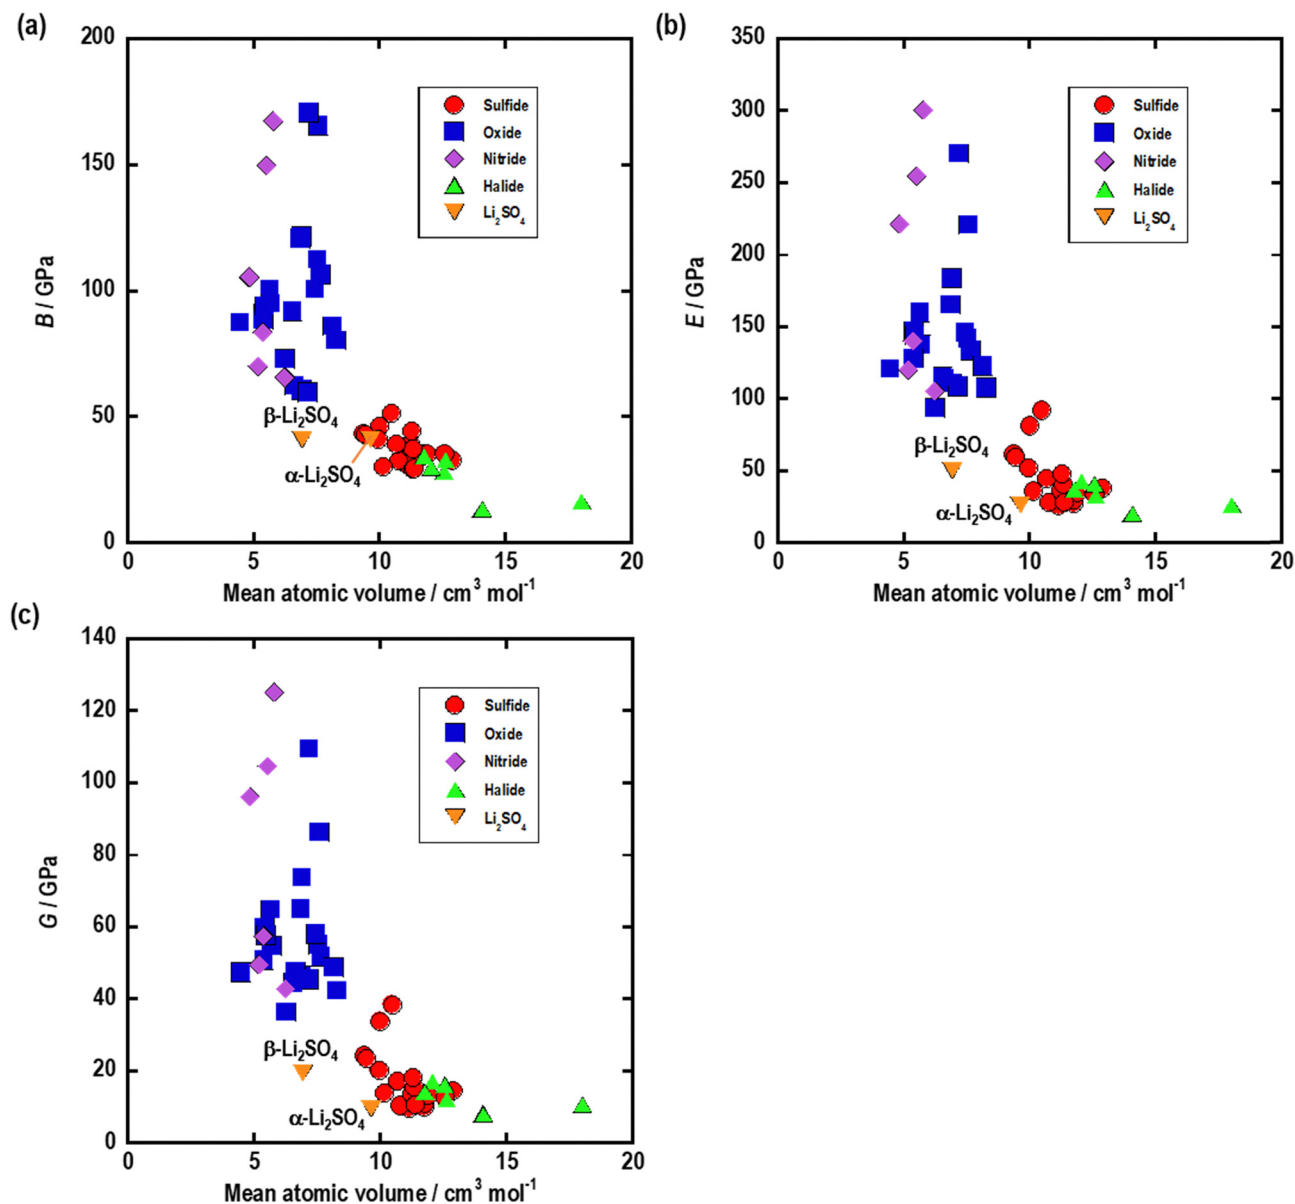 (a)
200
150
100
50
0
B / GPa
Sulfide
Oxide
Nitride
Halide
Li₂SO₄
β-Li₂SO₄
α-Li₂SO₄
0 5 10 15 20
Mean atomic volume / cm³ mol⁻¹
(b)
350
300
250
200
150
100
50
0
E / GPa
Sulfide
Oxide
Nitride
Halide
Li₂SO₄
β-Li₂SO₄
α-Li₂SO₄
0 5 10 15 20
Mean atomic volume / cm³ mol⁻¹
(c)
140
120
100
80
60
40
20
0
G / GPa
Sulfide
Oxide
Nitride
Halide
Li₂SO₄
β-Li₂SO₄
α-Li₂SO₄
0 5 10 15 20
Mean atomic volume / cm³ mol⁻¹